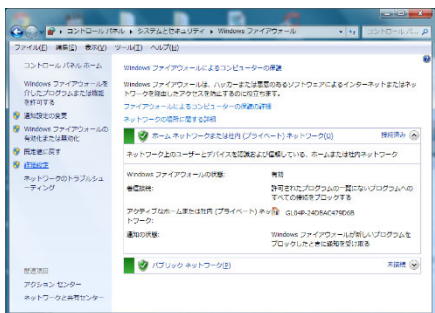 コントロール パネル ▸ システムとセキュリティ ▸ Windows ファイアウォール
コントロール パ...
ファイル(F) 編集(E) 表示(V) ツール(T) ヘルプ(H)
コントロール パネル ホーム
Windows ファイアウォールを
介したプログラムまたは機能
を許可する
通知設定の変更
Windows ファイアウォールの
有効化または無効化
既定値に戻す
詳細設定
ネットワークのトラブルシュ
ーティング
関連項目
アクション センター
ネットワークと共有センター
Windows ファイアウォールによるコンピューターの保護
Windows ファイアウォールは、ハッカーまたは悪意のあるソフトウェアによるインターネットまたはネッ
トワークを経由したアクセスを防止するのに役立ちます。
ファイアウォールによるコンピューターの保護の詳細
ネットワークの場所に関する詳細
ホーム ネットワークまたは社内 (プライベート) ネットワーク(O) 接続済み
ネットワーク上のユーザーとデバイスを認識および信頼している、ホームまたは社内ネットワーク
Windows ファイアウォールの状態: 有効
着信接続: 許可されたプログラムの一覧にないプログラムへの
すべての接続をブロックする
アクティブなホームまたは社内 (プライベート) ネッ
トワーク: GL04P-24DBAC479D6B
通知の状態: Windows ファイアウォールが新しいプログラムを
ブロックしたときに通知を受け取る
パブリック ネットワーク(P) 未接続